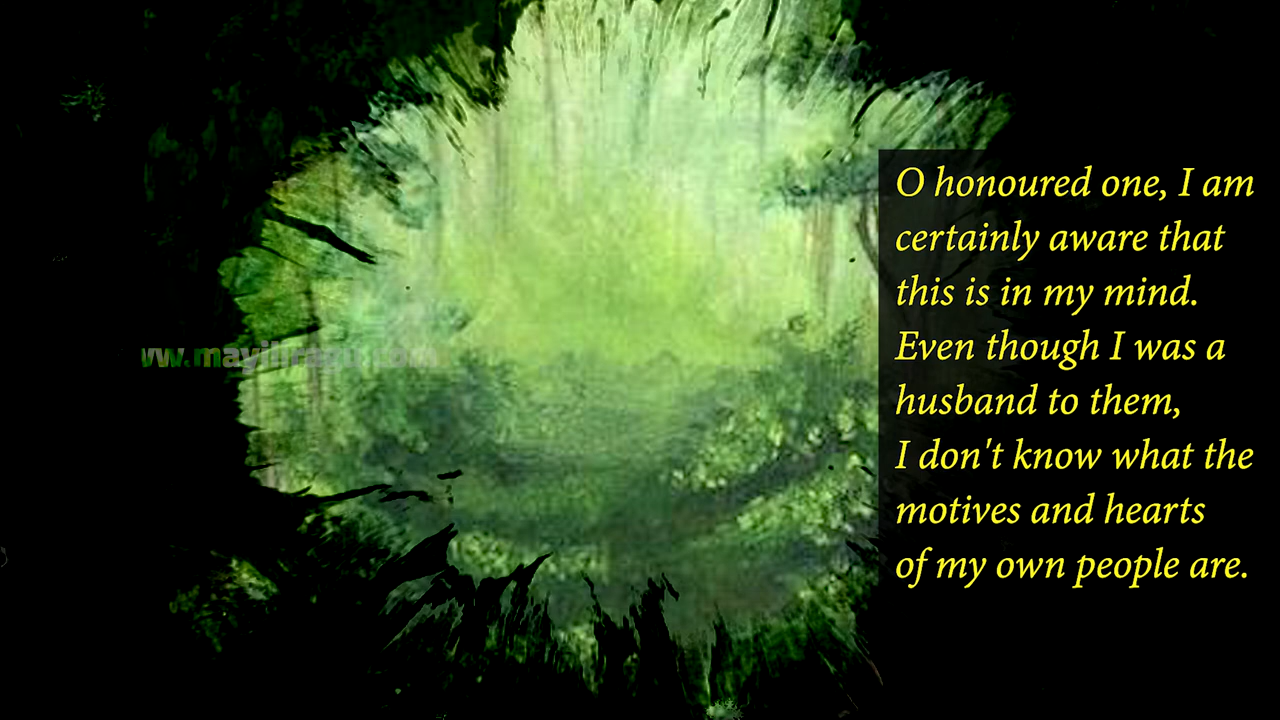 O honoured one, I am
certainly aware that
this is in my mind.
Even though I was a
husband to them,
I don't know what the
motives and hearts
of my own people are.